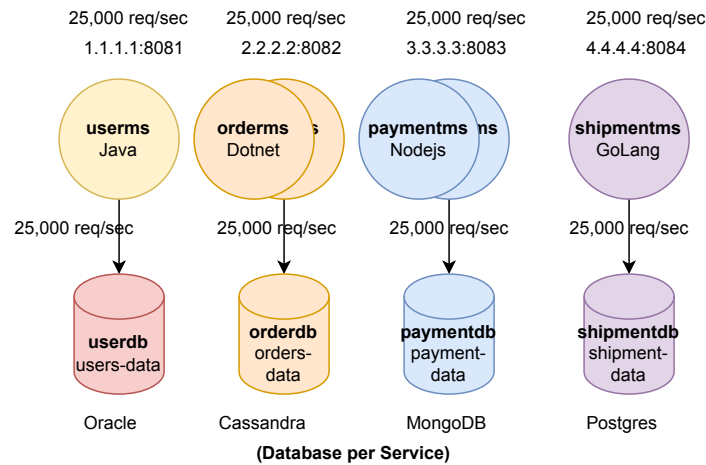 25,000 req/sec 25,000 req/sec 25,000 req/sec 25,000 req/sec
1.1.1.1:8081 2.2.2.2:8082 3.3.3.3:8083 4.4.4.4:8084
userms orderms s paymentms ms shipmentms
Java Dotnet Nodejs GoLang
25,000 req/sec 25,000 req/sec 25,000 req/sec 25,000 req/sec
userdb orderdb paymentdb shipmentdb
users-data orders- payment- shipment-
data data data
Oracle Cassandra MongoDB Postgres
(Database per Service)